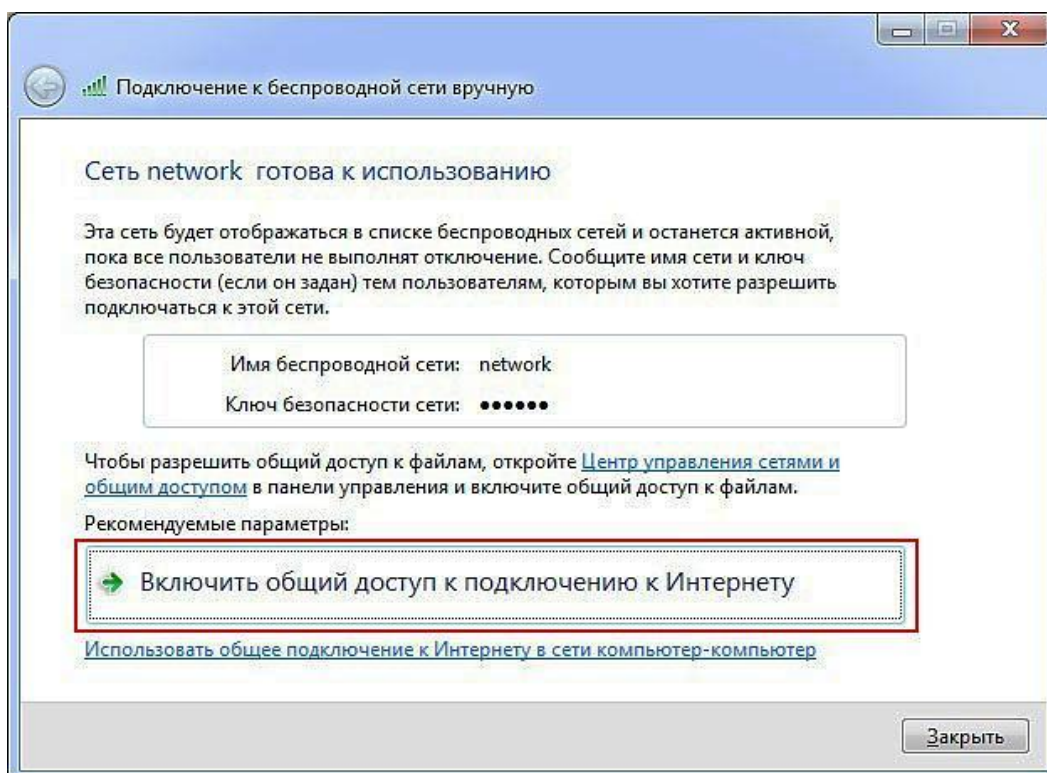 Подключение к беспроводной сети вручную
Сеть network готова к использованию
Эта сеть будет отображаться в списке беспроводных сетей и останется активной,
пока все пользователи не выполнят отключение. Сообщите имя сети и ключ
безопасности (если он задан) тем пользователям, которым вы хотите разрешить
подключаться к этой сети.
Имя беспроводной сети: network
Ключ безопасности сети: ●●●●●●
Чтобы разрешить общий доступ к файлам, откройте Центр управления сетями и
общим доступом в панели управления и включите общий доступ к файлам.
Рекомендуемые параметры:
Включить общий доступ к подключению к Интернету
Использовать общее подключение к Интернету в сети компьютер-компьютер
Закрыть